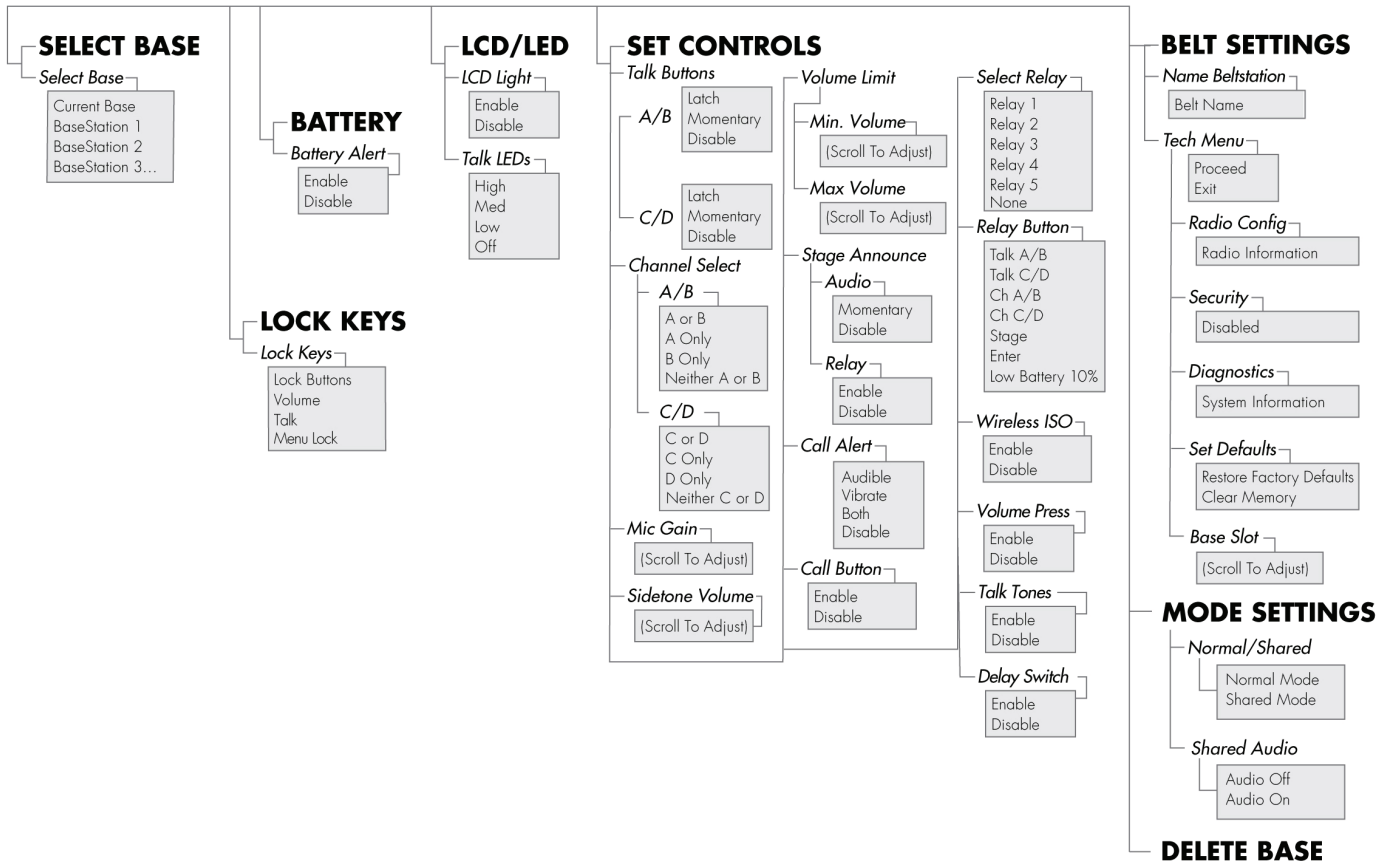 SELECT BASE
Select Base
Current Base
BaseStation 1
BaseStation 2
BaseStation 3...
BATTERY
Battery Alert
Enable
Disable
LOCK KEYS
Lock Keys
Lock Buttons
Volume
Talk
Menu Lock
LCD/LED
LCD Light
Enable
Disable
Talk LEDs
High
Med
Low
Off
SET CONTROLS
Talk Buttons
A/B
Latch
Momentary
Disable
C/D
Latch
Momentary
Disable
Channel Select
A/B
A or B
A Only
B Only
Neither A or B
C/D
C or D
C Only
D Only
Neither C or D
Mic Gain
(Scroll To Adjust)
Sidetone Volume
(Scroll To Adjust)
Volume Limit
Min. Volume
(Scroll To Adjust)
Max Volume
(Scroll To Adjust)
Stage Announce
Audio
Momentary
Disable
Relay
Enable
Disable
Call Alert
Audible
Vibrate
Both
Disable
Call Button
Enable
Disable
Select Relay
Relay 1
Relay 2
Relay 3
Relay 4
Relay 5
None
Relay Button
Talk A/B
Talk C/D
Ch A/B
Ch C/D
Stage
Enter
Low Battery 10%
Wireless ISO
Enable
Disable
Volume Press
Enable
Disable
Talk Tones
Enable
Disable
Delay Switch
Enable
Disable
BELT SETTINGS
Name Beltstation
Belt Name
Tech Menu
Proceed
Exit
Radio Config
Radio Information
Security
Disabled
Diagnostics
System Information
Set Defaults
Restore Factory Defaults
Clear Memory
Base Slot
(Scroll To Adjust)
MODE SETTINGS
Normal/Shared
Normal Mode
Shared Mode
Shared Audio
Audio Off
Audio On
DELETE BASE